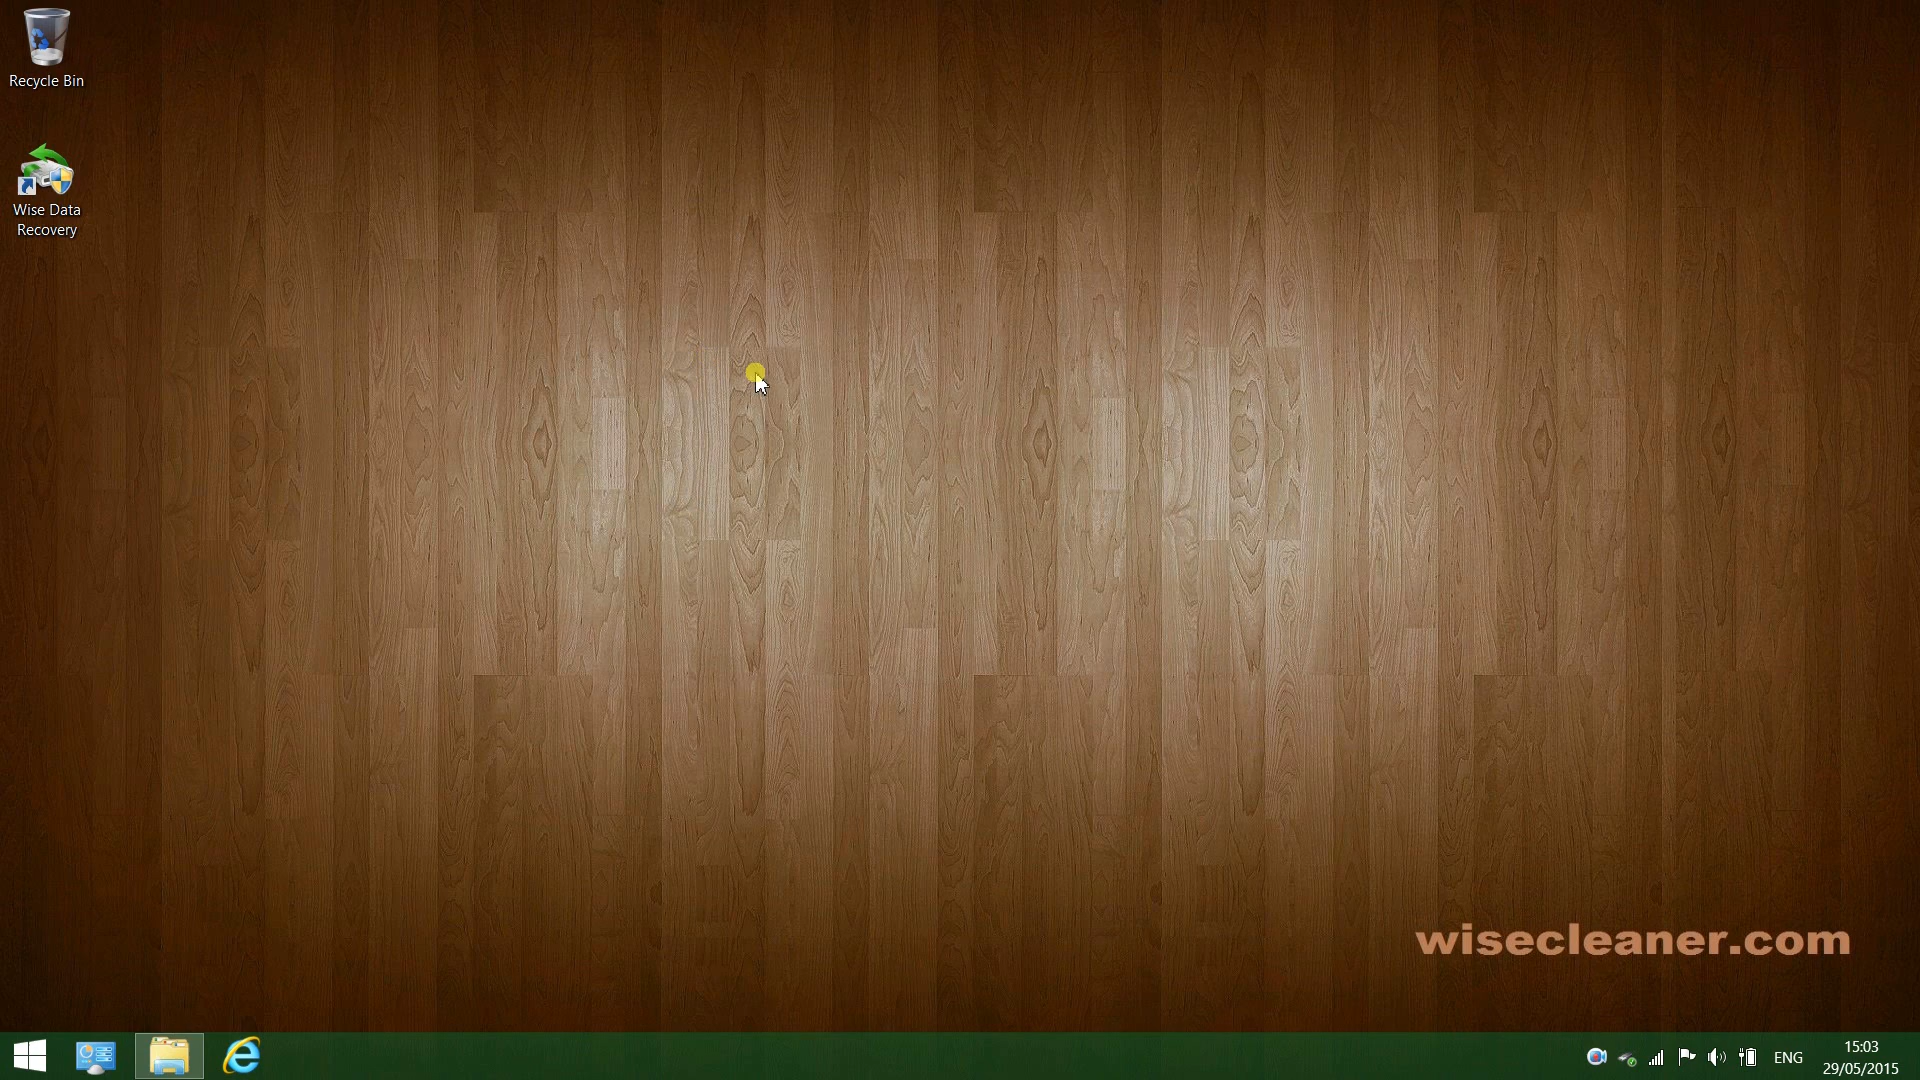 Recycle Bin
Wise Data
Recovery
wisecleaner.com
ENG
15:03
29/05/2015